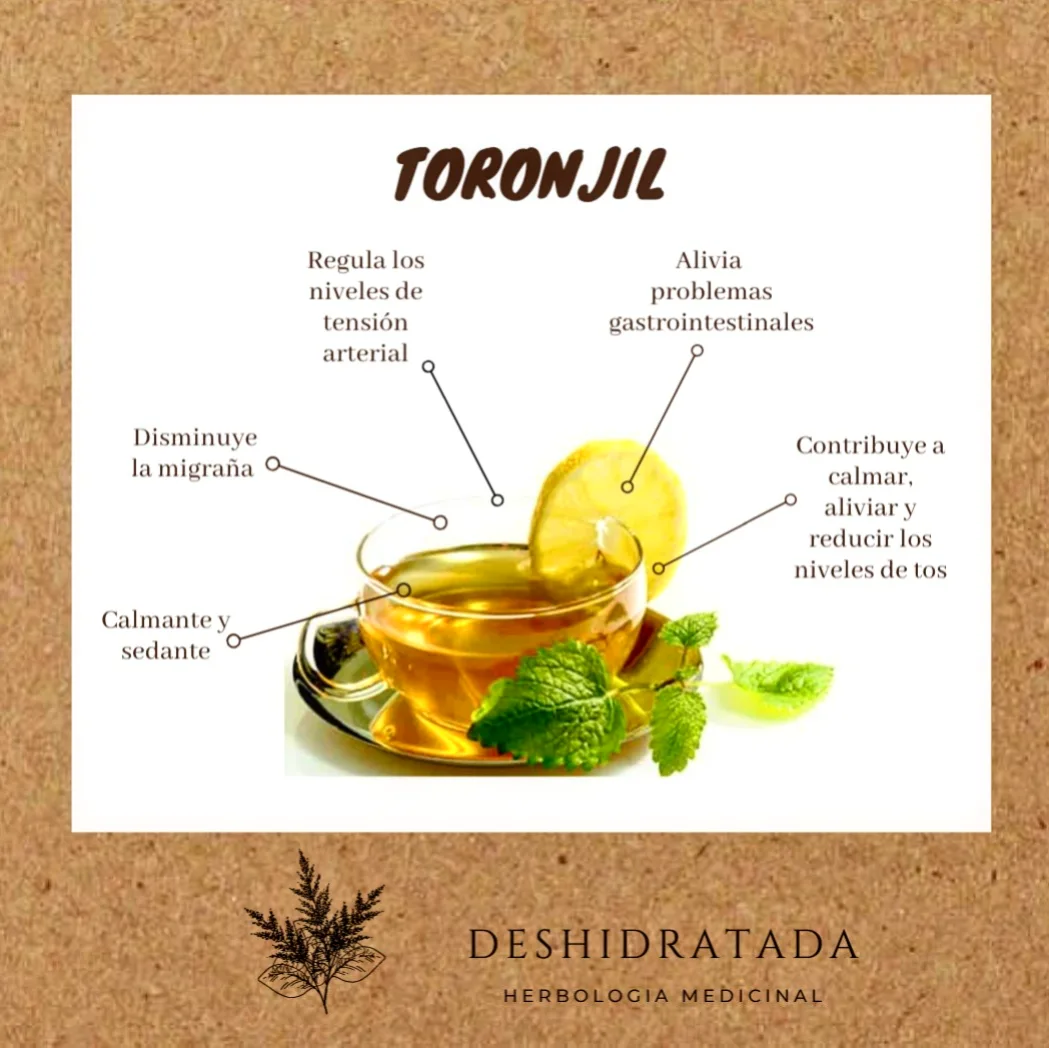 TORONJIL
Regula los
niveles de
tensión
arterial
Alivia
problemas
gastrointestinales
Disminuye
la migraña
Contribuye a
calmar,
aliviar y
reducir los
niveles de tos
Calmante y
sedante
DESHIDRATADA
HERBOLOGIA MEDICINAL